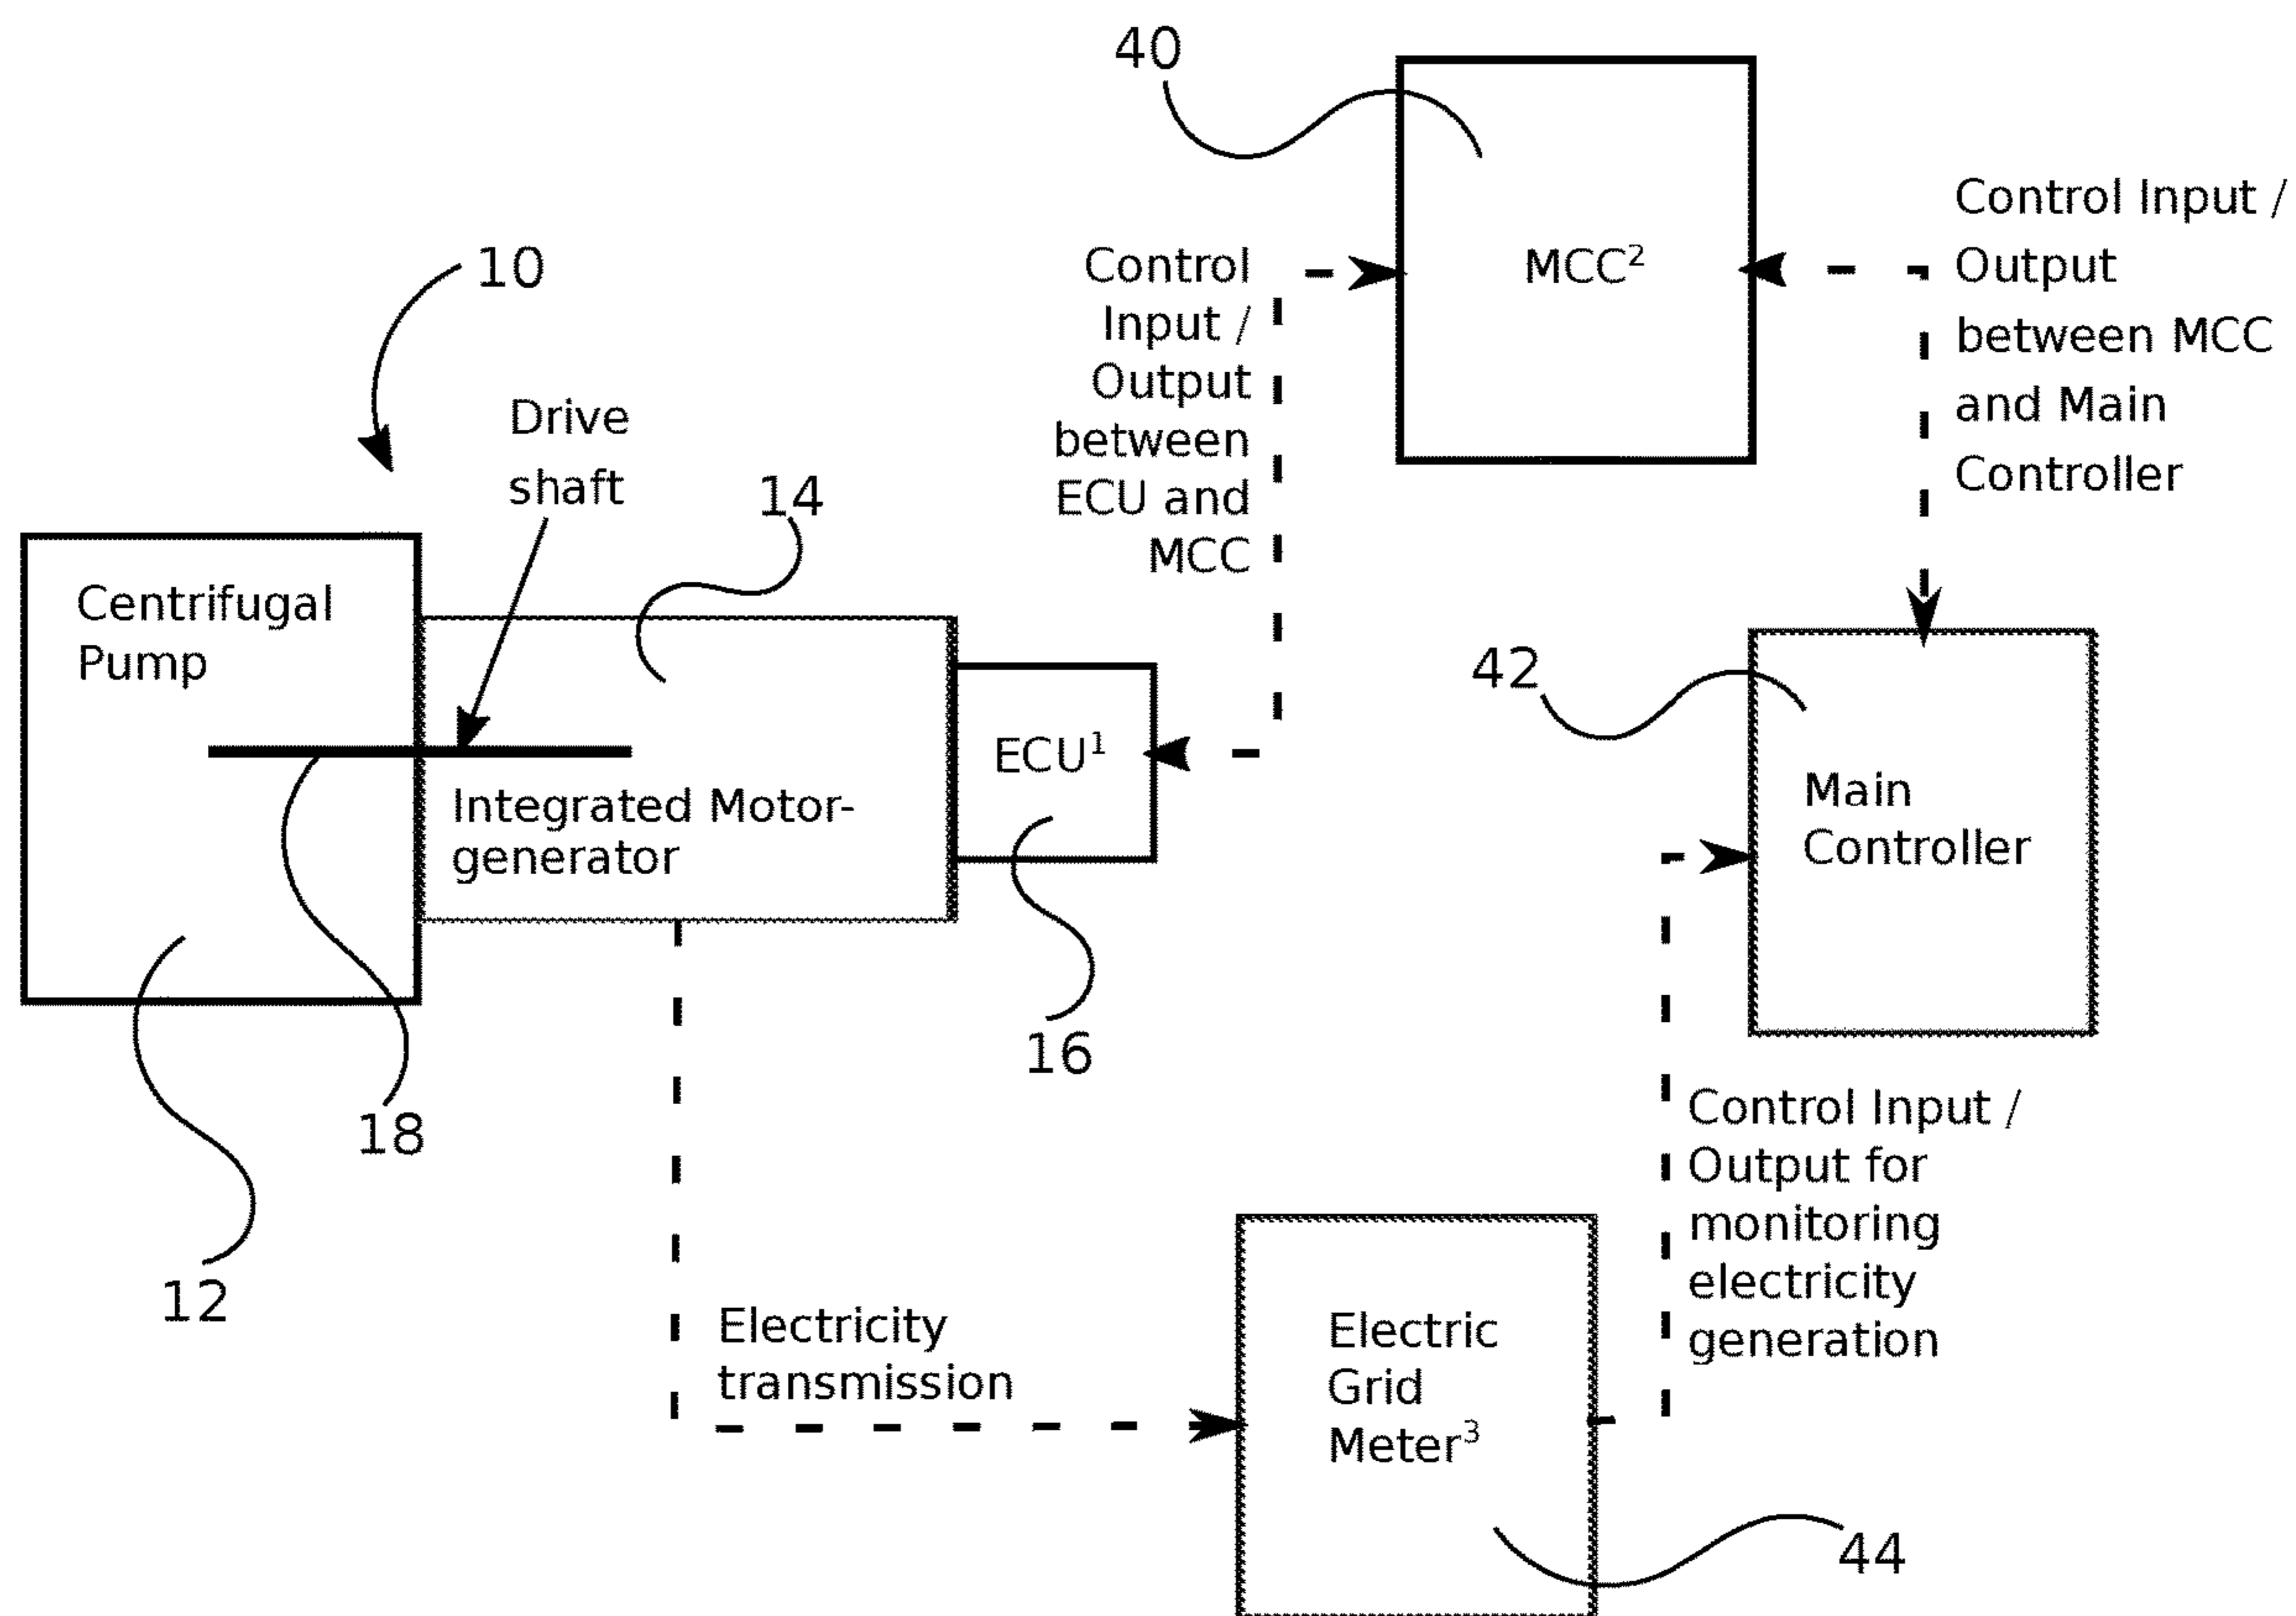 40
Control Input /
Output
between MCC
and Main
Controller
MCC²
Control
Input /
Output
between
ECU and
MCC
10
Drive
shaft
14
Centrifugal
Pump
ECU¹
Integrated Motor-
generator
42
Main
Controller
16
18
12
Control Input /
Output for
monitoring
electricity
generation
Electricity
transmission
Electric
Grid
Meter³
44